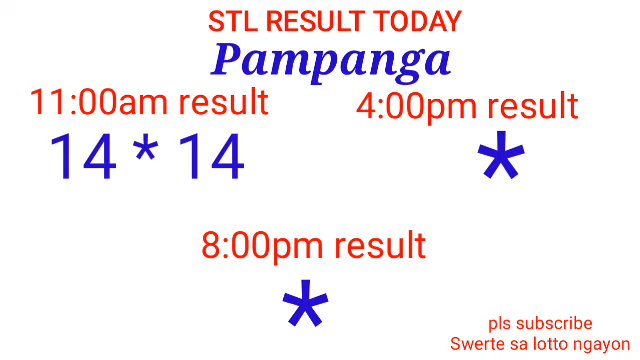 STL RESULT TODAY
Pampanga
11:00am result
14 * 14
4:00pm result
*
8:00pm result
*
pls subscribe
Swerte sa lotto ngayon